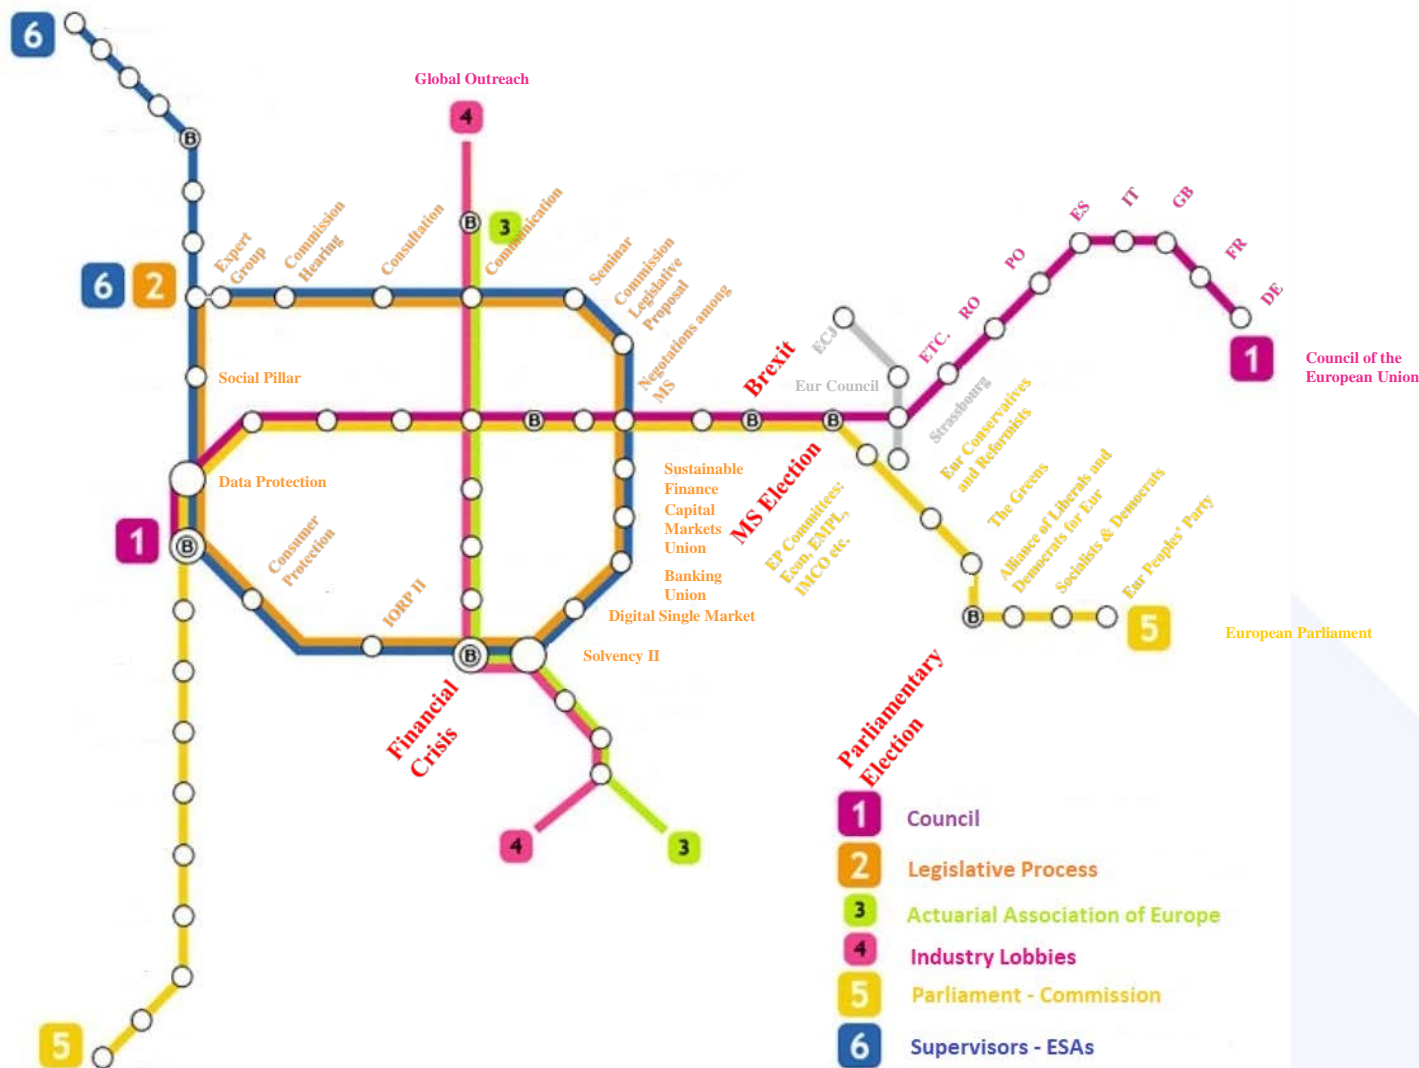 6
Global Outreach
4
B
B
3
6
2
Expert
Group
Commission
Hearing
Consultation
Communication
Seminar
Commission
Legislative
Proposal
Negotations among
MS
Social Pillar
Data Protection
1
B
Consumer
Protection
IORP II
B
Financial
Crisis
B
B
B
Brexit
MS Election
ECJ
Eur Council
Strassbourg
ETC.
RO
PO
ES
IT
GB
FR
DE
1
Council of the
European Union
Sustainable
Finance
Capital
Markets
Union
Banking
Union
Digital Single Market
Solvency II
EP Committees:
Econ, EMPL,
IMCO etc.
Eur Conservatives
and Reformists
The Greens
Alliance of Liberals and
Democrats for Eur
Socialists & Democrats
Eur Peoples' Party
B
5
European Parliament
Parliamentary
Election
4
3
5
1
Council
2
Legislative Process
3
Actuarial Association of Europe
4
Industry Lobbies
5
Parliament - Commission
6
Supervisors - ESAs